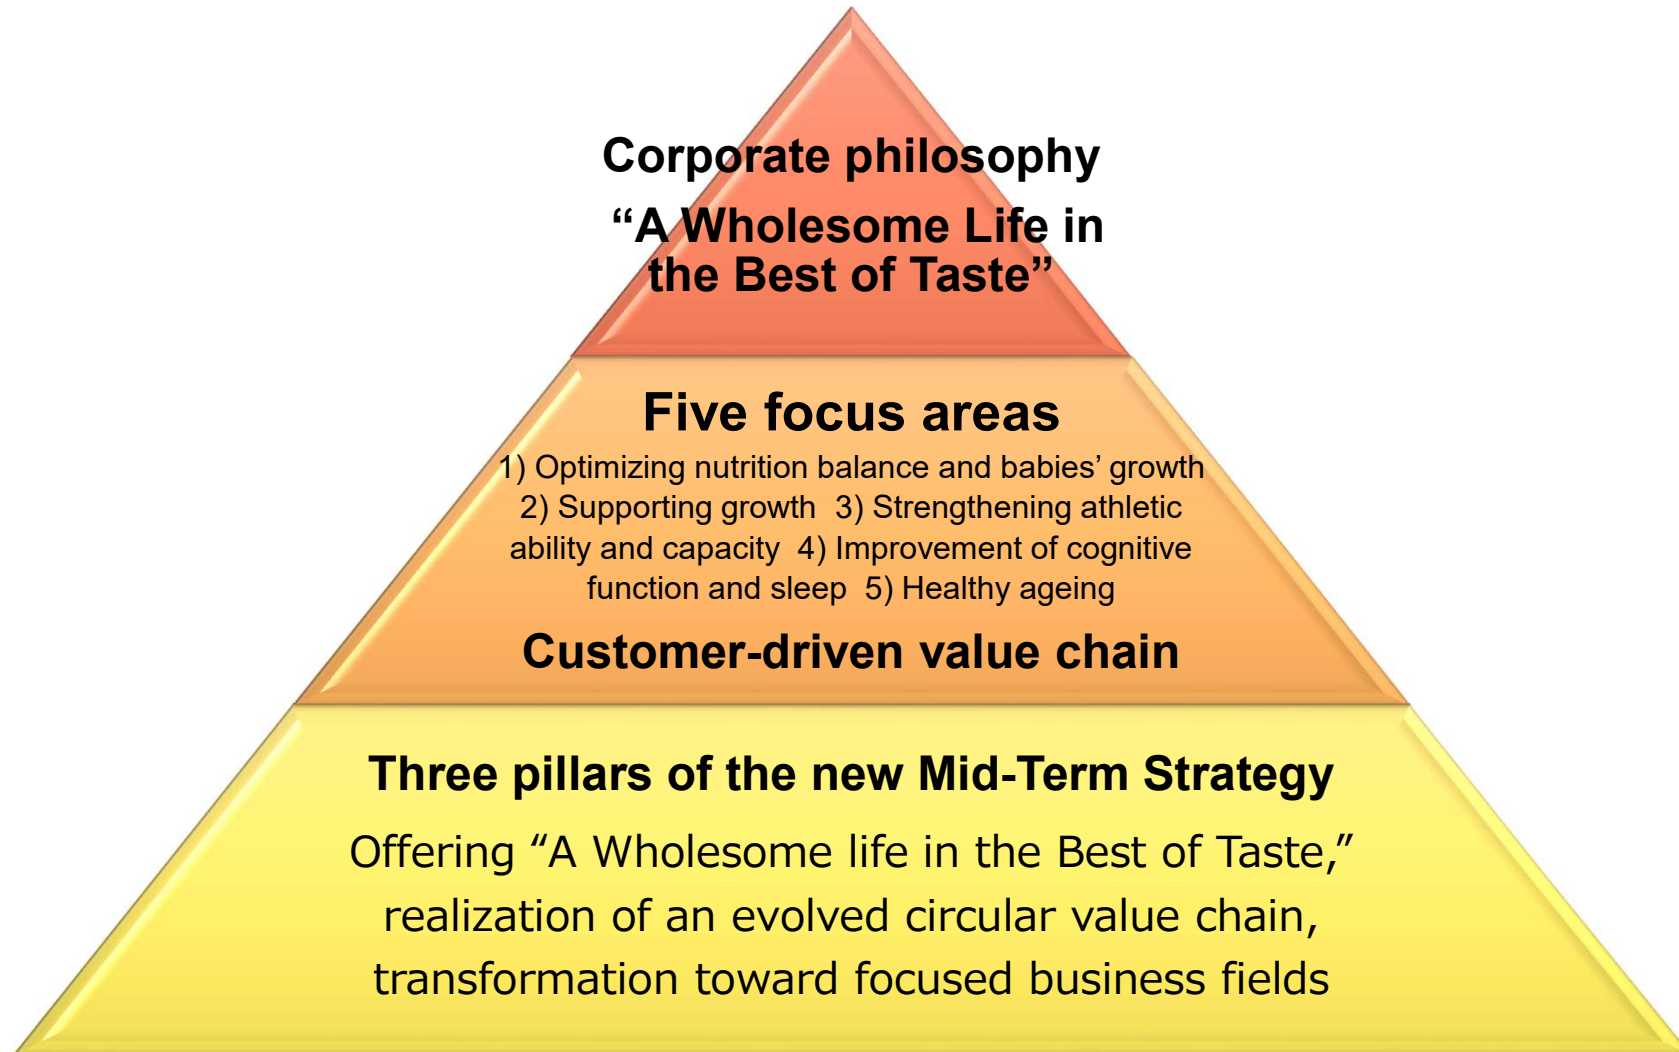 Corporate philosophy
“A Wholesome Life in
the Best of Taste”
Five focus areas
1) Optimizing nutrition balance and babies’ growth
2) Supporting growth  3) Strengthening athletic
ability and capacity  4) Improvement of cognitive
function and sleep  5) Healthy ageing
Customer-driven value chain
Three pillars of the new Mid-Term Strategy
Offering “A Wholesome life in the Best of Taste,”
realization of an evolved circular value chain,
transformation toward focused business fields